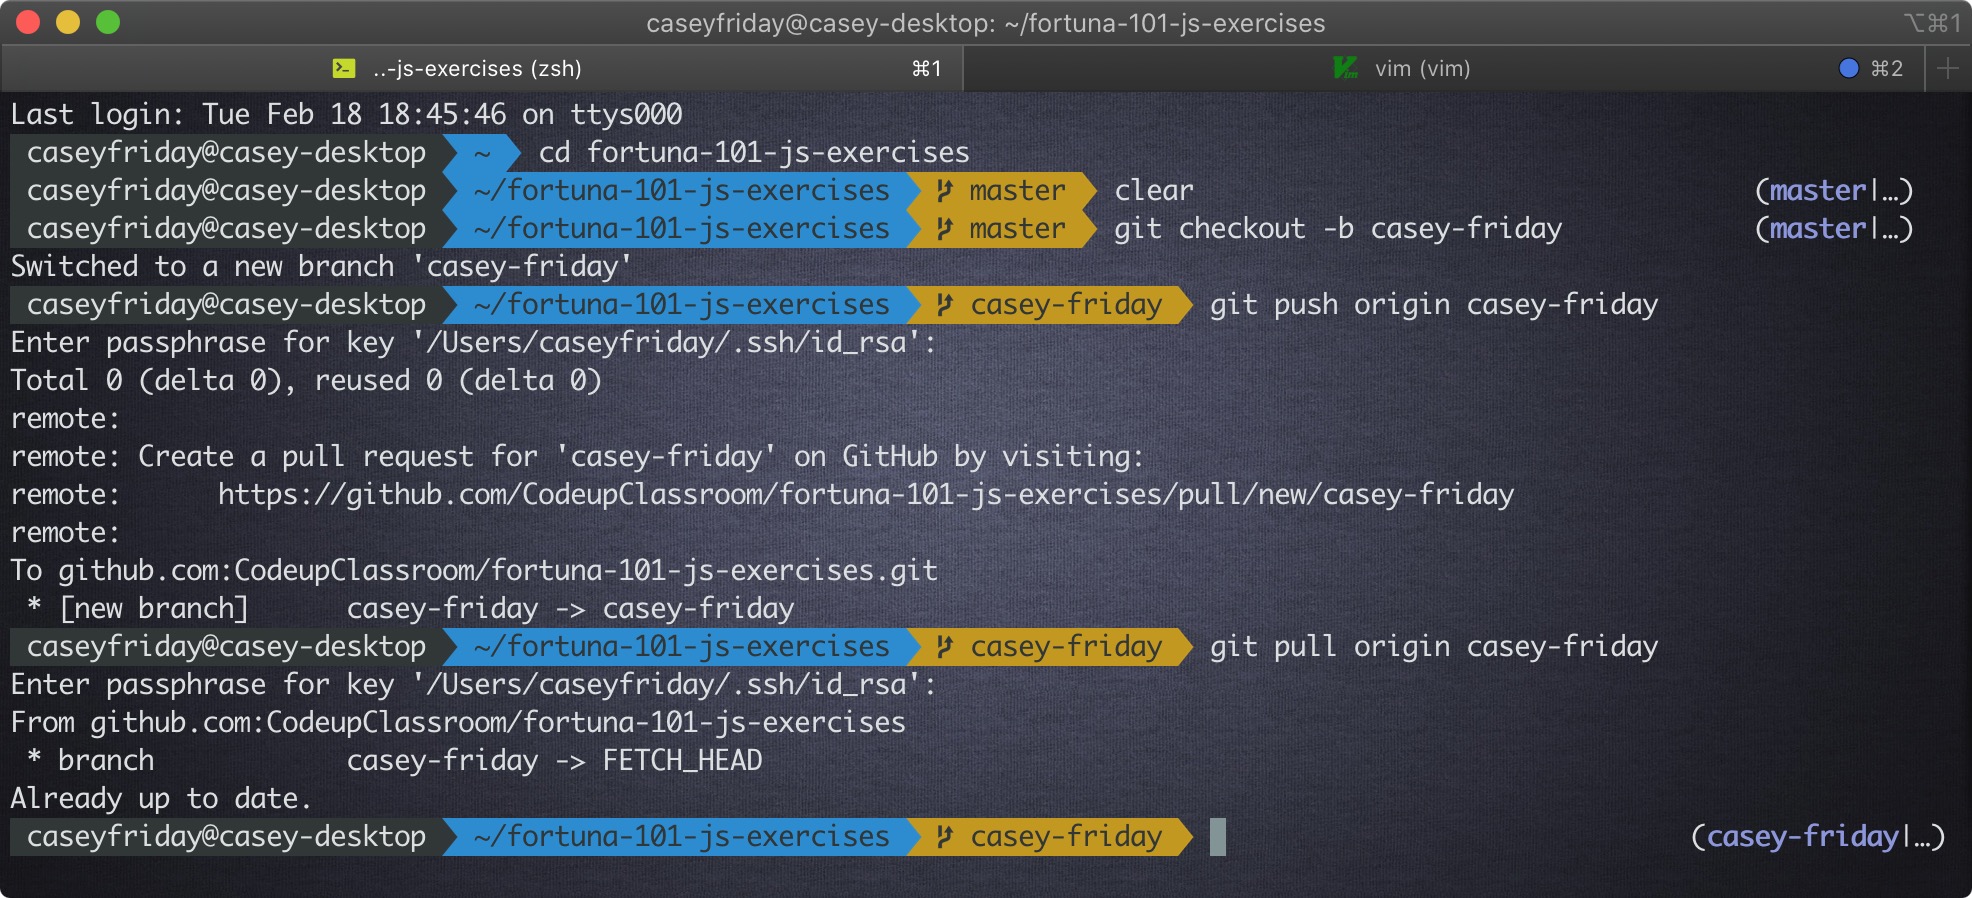 caseyfriday@casey-desktop: ~/fortuna-101-js-exercises ⌥⌘1
..-js-exercises (zsh) ⌘1 vim (vim) ⌘2
Last login: Tue Feb 18 18:45:46 on ttys000
caseyfriday@casey-desktop ~ cd fortuna-101-js-exercises
caseyfriday@casey-desktop ~/fortuna-101-js-exercises master clear (master|…)
caseyfriday@casey-desktop ~/fortuna-101-js-exercises master git checkout -b casey-friday (master|…)
Switched to a new branch 'casey-friday'
caseyfriday@casey-desktop ~/fortuna-101-js-exercises casey-friday git push origin casey-friday
Enter passphrase for key '/Users/caseyfriday/.ssh/id_rsa':
Total 0 (delta 0), reused 0 (delta 0)
remote:
remote: Create a pull request for 'casey-friday' on GitHub by visiting:
remote:      https://github.com/CodeupClassroom/fortuna-101-js-exercises/pull/new/casey-friday
remote:
To github.com:CodeupClassroom/fortuna-101-js-exercises.git
 * [new branch]      casey-friday -> casey-friday
caseyfriday@casey-desktop ~/fortuna-101-js-exercises casey-friday git pull origin casey-friday
Enter passphrase for key '/Users/caseyfriday/.ssh/id_rsa':
From github.com:CodeupClassroom/fortuna-101-js-exercises
 * branch            casey-friday -> FETCH_HEAD
Already up to date.
caseyfriday@casey-desktop ~/fortuna-101-js-exercises casey-friday (casey-friday|…)